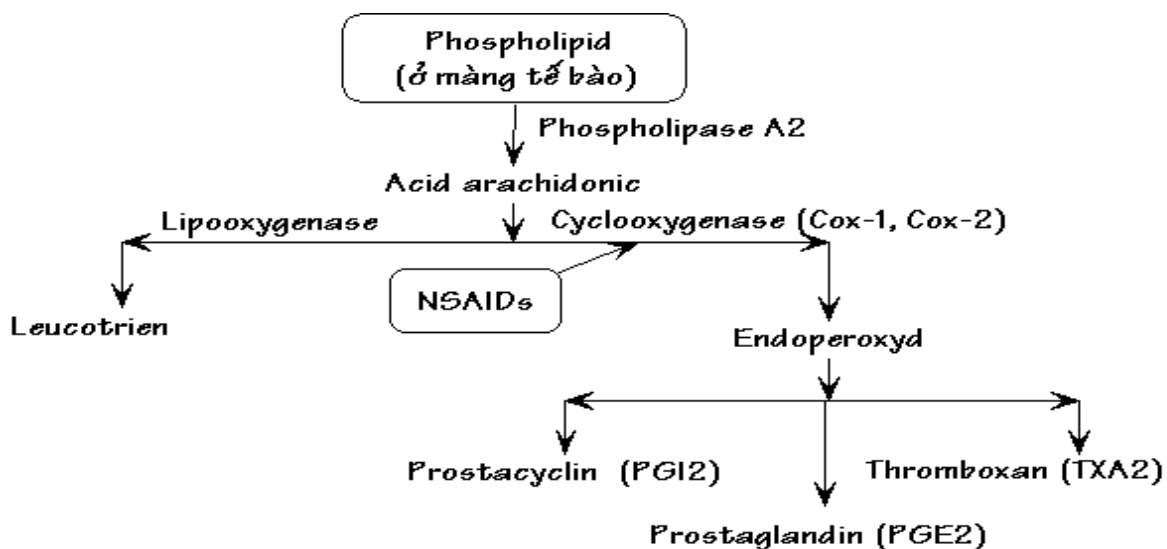 Phospholipid
(ở màng tế bào)
Phospholipase A2
Acid arachidonic
Lipooxygenase
Cyclooxygenase (Cox-1, Cox-2)
NSAIDs
Leucotrien
Endoperoxyd
Prostacyclin (PGI2)
Thromboxan (TXA2)
Prostaglandin (PGE2)